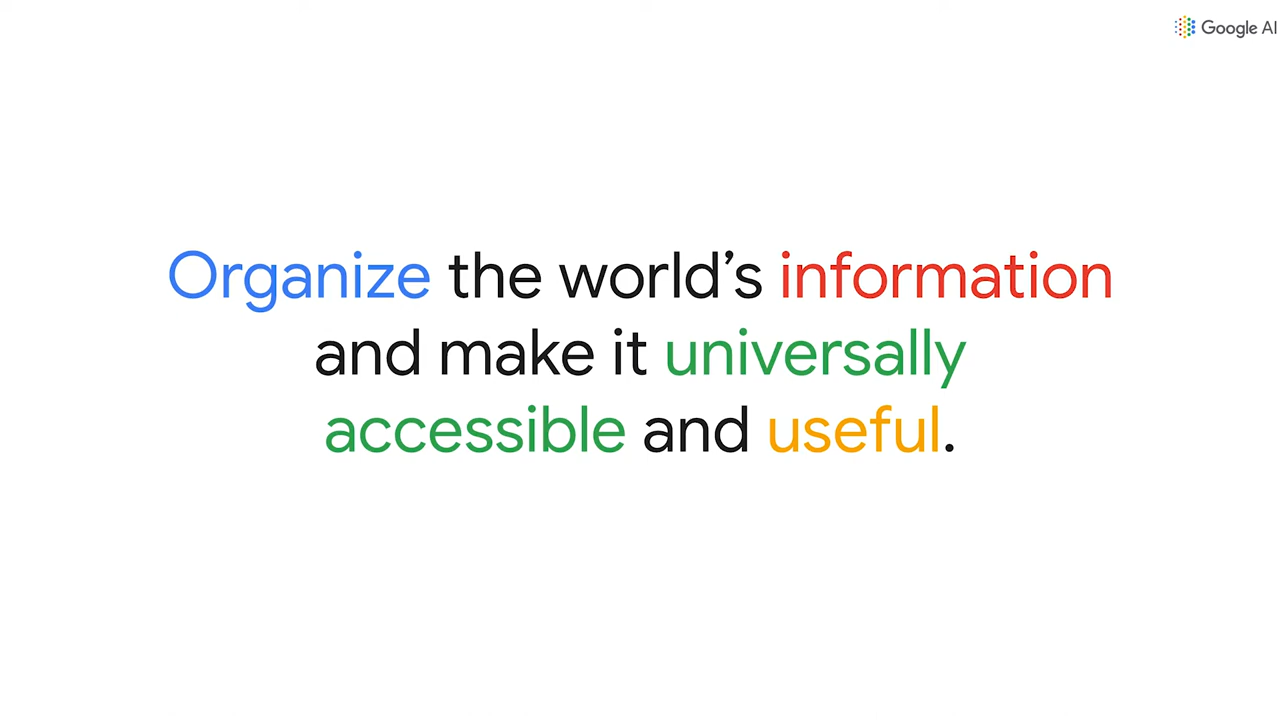 Google AI
Organize the world’s information
and make it universally
accessible and useful.